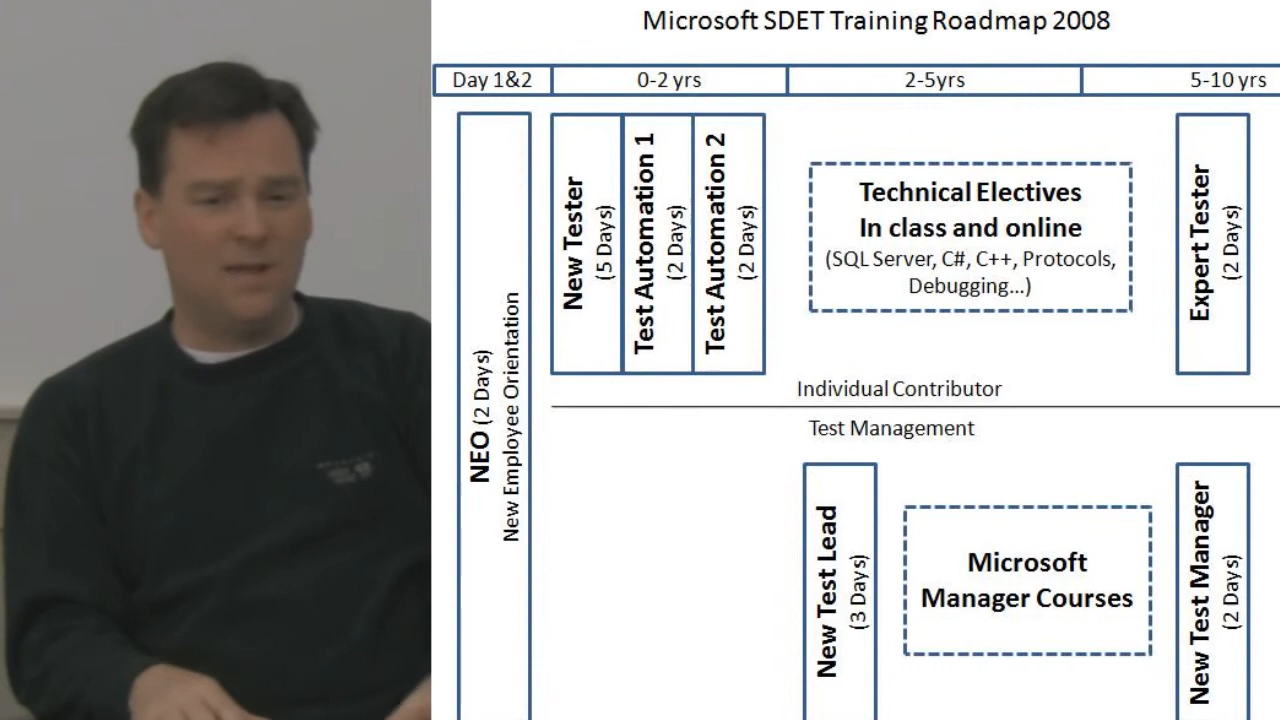 Microsoft SDET Training Roadmap 2008
Day 1&2
0-2 yrs
2-5yrs
5-10 yrs
NEO (2 Days)
New Employee Orientation
New Tester
(5 Days)
Test Automation 1
(2 Days)
Test Automation 2
(2 Days)
Technical Electives
In class and online
(SQL Server, C#, C++, Protocols,
Debugging...)
Expert Tester
(2 Days)
Individual Contributor
Test Management
New Test Lead
(3 Days)
Microsoft
Manager Courses
New Test Manager
(2 Days)